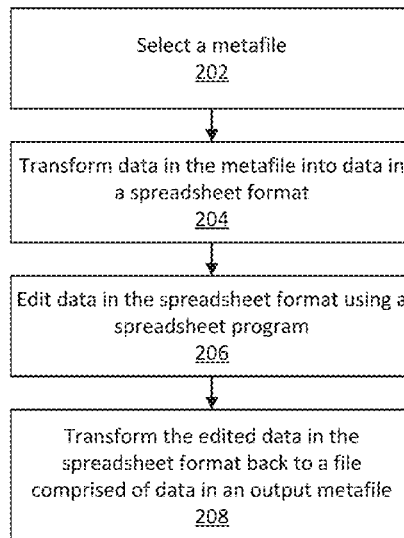 Select a metafile
202
Transform data in the metafile into data in
a spreadsheet format
204
Edit data in the spreadsheet format using a
spreadsheet program
206
Transform the edited data in the
spreadsheet format back to a file
comprised of data in an output metafile
208